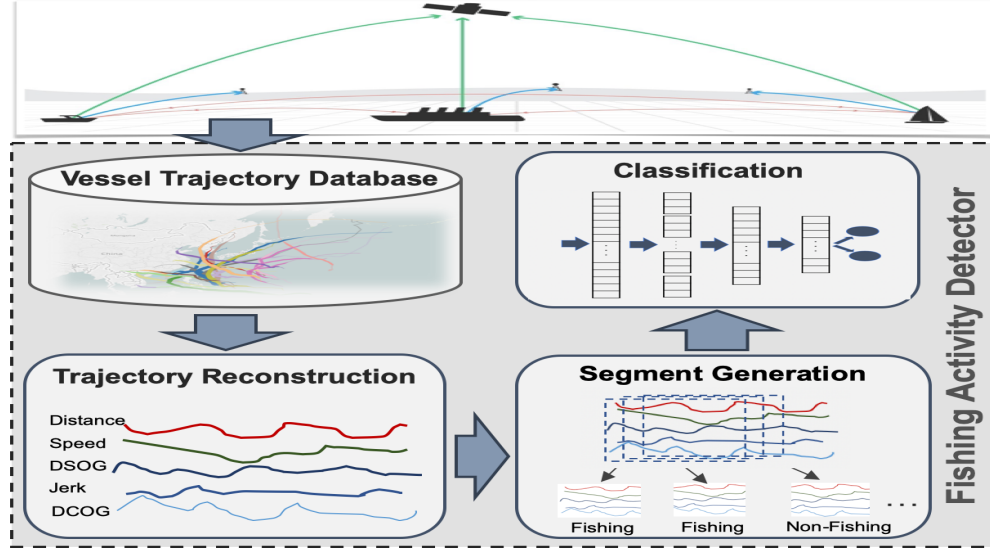 Vessel Trajectory Database
Trajectory Reconstruction
Distance
Speed
DSOG
Jerk
DCOG
Segment Generation
Fishing
Fishing
Non-Fishing
...
Classification
Fishing Activity Detector